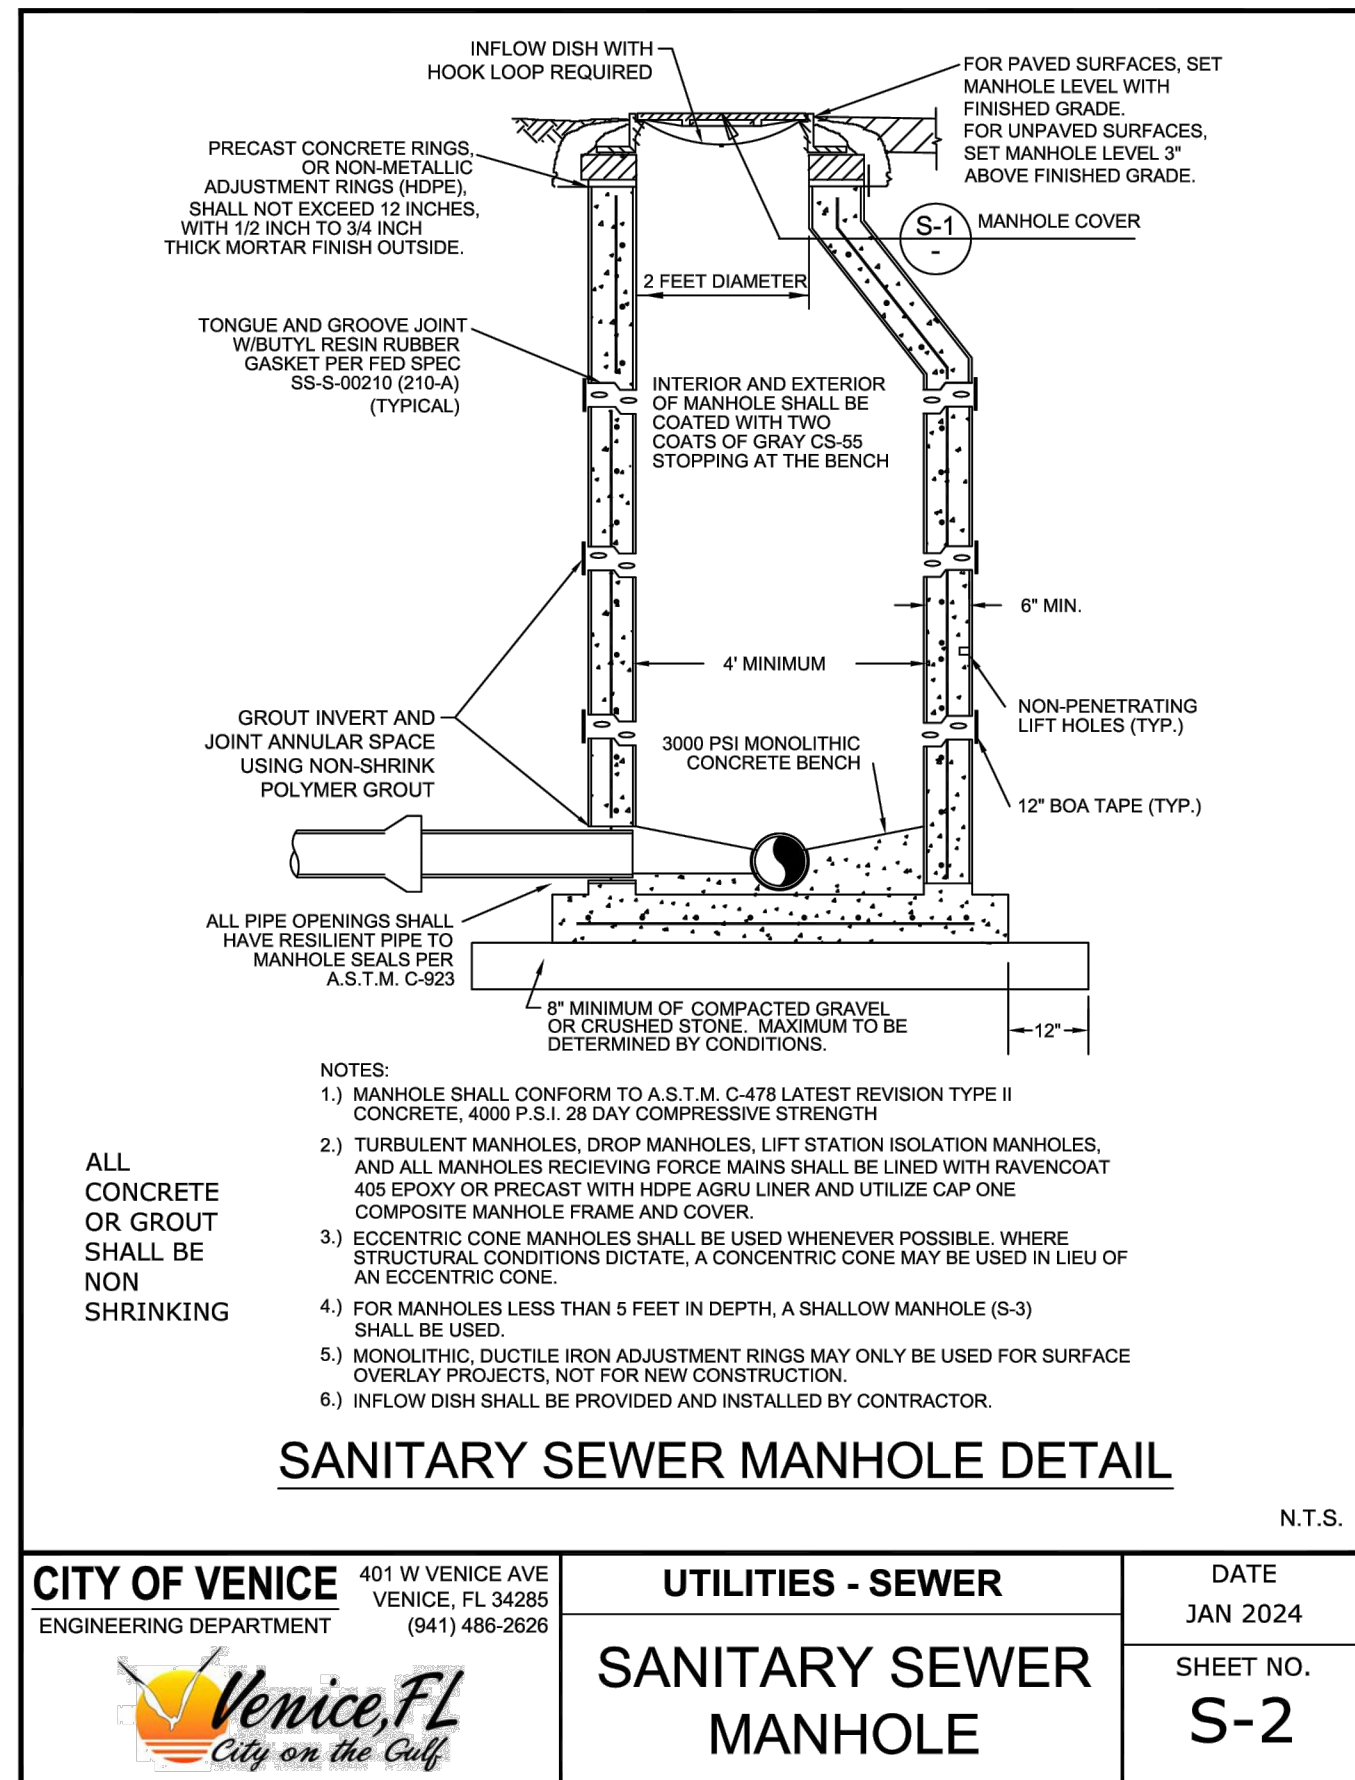 INFLOW DISH WITH
HOOK LOOP REQUIRED
FOR PAVED SURFACES, SET
MANHOLE LEVEL WITH
FINISHED GRADE.
FOR UNPAVED SURFACES,
SET MANHOLE LEVEL 3"
ABOVE FINISHED GRADE.
PRECAST CONCRETE RINGS,
OR NON-METALLIC
ADJUSTMENT RINGS (HDPE),
SHALL NOT EXCEED 12 INCHES,
WITH 1/2 INCH TO 3/4 INCH
THICK MORTAR FINISH OUTSIDE.
S-1
-
MANHOLE COVER
2 FEET DIAMETER
TONGUE AND GROOVE JOINT
W/BUTYL RESIN RUBBER
GASKET PER FED SPEC
SS-S-00210 (210-A)
(TYPICAL)
INTERIOR AND EXTERIOR
OF MANHOLE SHALL BE
COATED WITH TWO
COATS OF GRAY CS-55
STOPPING AT THE BENCH
6" MIN.
4' MINIMUM
NON-PENETRATING
LIFT HOLES (TYP.)
GROUT INVERT AND
JOINT ANNULAR SPACE
USING NON-SHRINK
POLYMER GROUT
3000 PSI MONOLITHIC
CONCRETE BENCH
12" BOA TAPE (TYP.)
ALL PIPE OPENINGS SHALL
HAVE RESILIENT PIPE TO
MANHOLE SEALS PER
A.S.T.M. C-923
8" MINIMUM OF COMPACTED GRAVEL
OR CRUSHED STONE. MAXIMUM TO BE
DETERMINED BY CONDITIONS.
12"
NOTES:
1.) MANHOLE SHALL CONFORM TO A.S.T.M. C-478 LATEST REVISION TYPE II
CONCRETE, 4000 P.S.I. 28 DAY COMPRESSIVE STRENGTH
2.) TURBULENT MANHOLES, DROP MANHOLES, LIFT STATION ISOLATION MANHOLES,
AND ALL MANHOLES RECIEVING FORCE MAINS SHALL BE LINED WITH RAVENCOAT
405 EPOXY OR PRECAST WITH HDPE AGRU LINER AND UTILIZE CAP ONE
COMPOSITE MANHOLE FRAME AND COVER.
3.) ECCENTRIC CONE MANHOLES SHALL BE USED WHENEVER POSSIBLE. WHERE
STRUCTURAL CONDITIONS DICTATE, A CONCENTRIC CONE MAY BE USED IN LIEU OF
AN ECCENTRIC CONE.
4.) FOR MANHOLES LESS THAN 5 FEET IN DEPTH, A SHALLOW MANHOLE (S-3)
SHALL BE USED.
5.) MONOLITHIC, DUCTILE IRON ADJUSTMENT RINGS MAY ONLY BE USED FOR SURFACE
OVERLAY PROJECTS, NOT FOR NEW CONSTRUCTION.
6.) INFLOW DISH SHALL BE PROVIDED AND INSTALLED BY CONTRACTOR.
ALL
CONCRETE
OR GROUT
SHALL BE
NON
SHRINKING
SANITARY SEWER MANHOLE DETAIL
N.T.S.
CITY OF VENICE
ENGINEERING DEPARTMENT
401 W VENICE AVE
VENICE, FL 34285
(941) 486-2626
Venice, FL
City on the Gulf
UTILITIES - SEWER
SANITARY SEWER
MANHOLE
DATE
JAN 2024
SHEET NO.
S-2